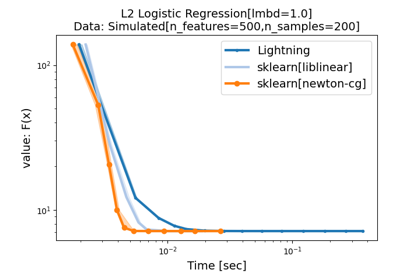 L2 Logistic Regression[lmbd=1.0]
Data: Simulated[n_features=500,n_samples=200]
Lightning
sklearn[liblinear]
sklearn[newton-cg]
10²
10¹
value: F(x)
10⁻²
10⁻¹
Time [sec]